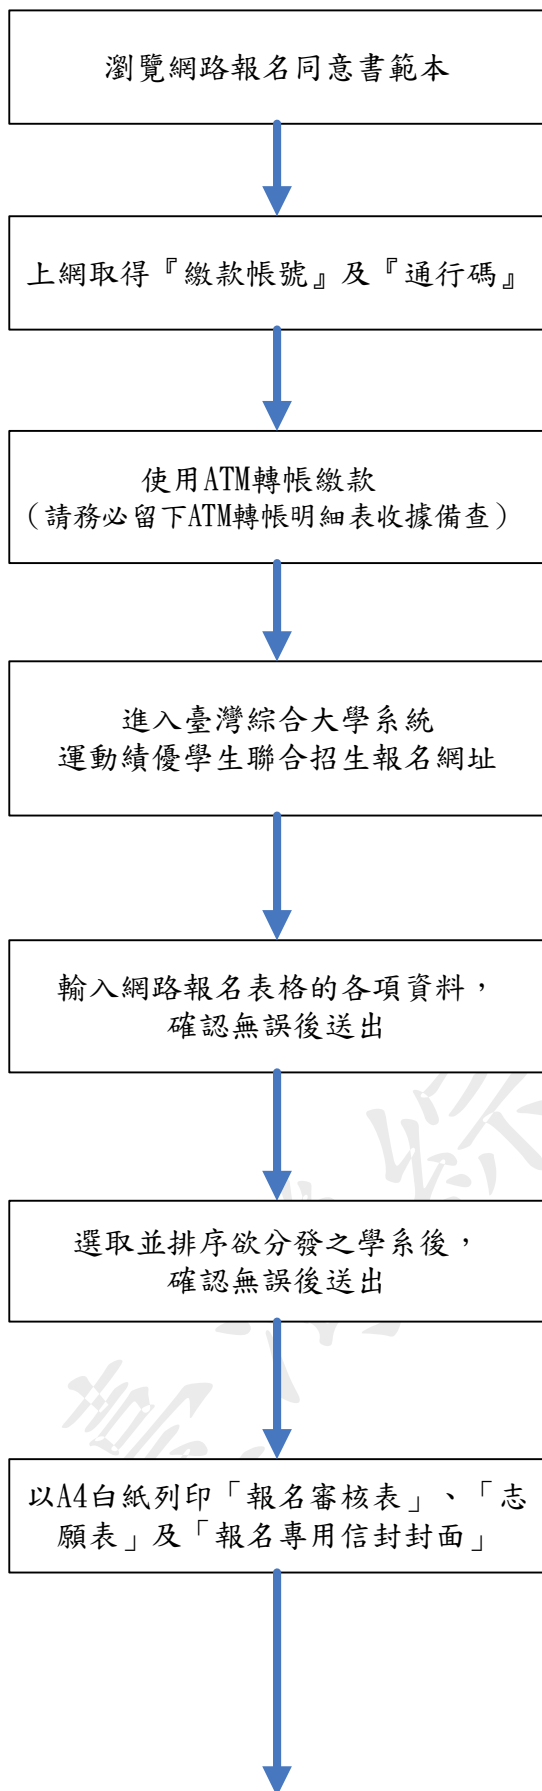 瀏覽網路報名同意書範本
上網取得『繳款帳號』及『通行碼』
使用ATM轉帳繳款
（請務必留下ATM轉帳明細表收據備查）
進入臺灣綜合大學系統
運動績優學生聯合招生報名網址
輸入網路報名表格的各項資料，
確認無誤後送出
選取並排序欲分發之學系後，
確認無誤後送出
以A4白紙列印「報名審核表」、「志
願表」及「報名專用信封封面」